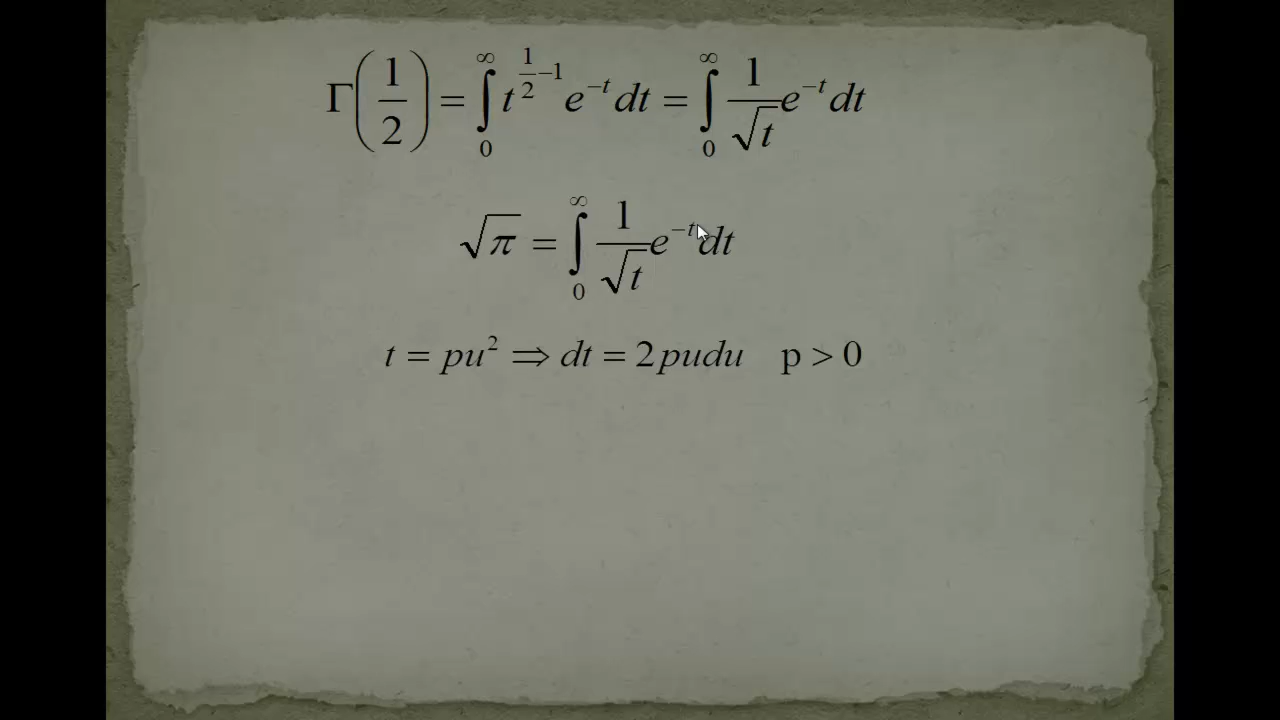 Γ(1/2) = ∫₀^∞ t^(1/2−1) e^(−t) dt = ∫₀^∞ 1/√t e^(−t) dt
√π = ∫₀^∞ 1/√t e^(−t) dt
t = pu² ⇒ dt = 2pudu p > 0